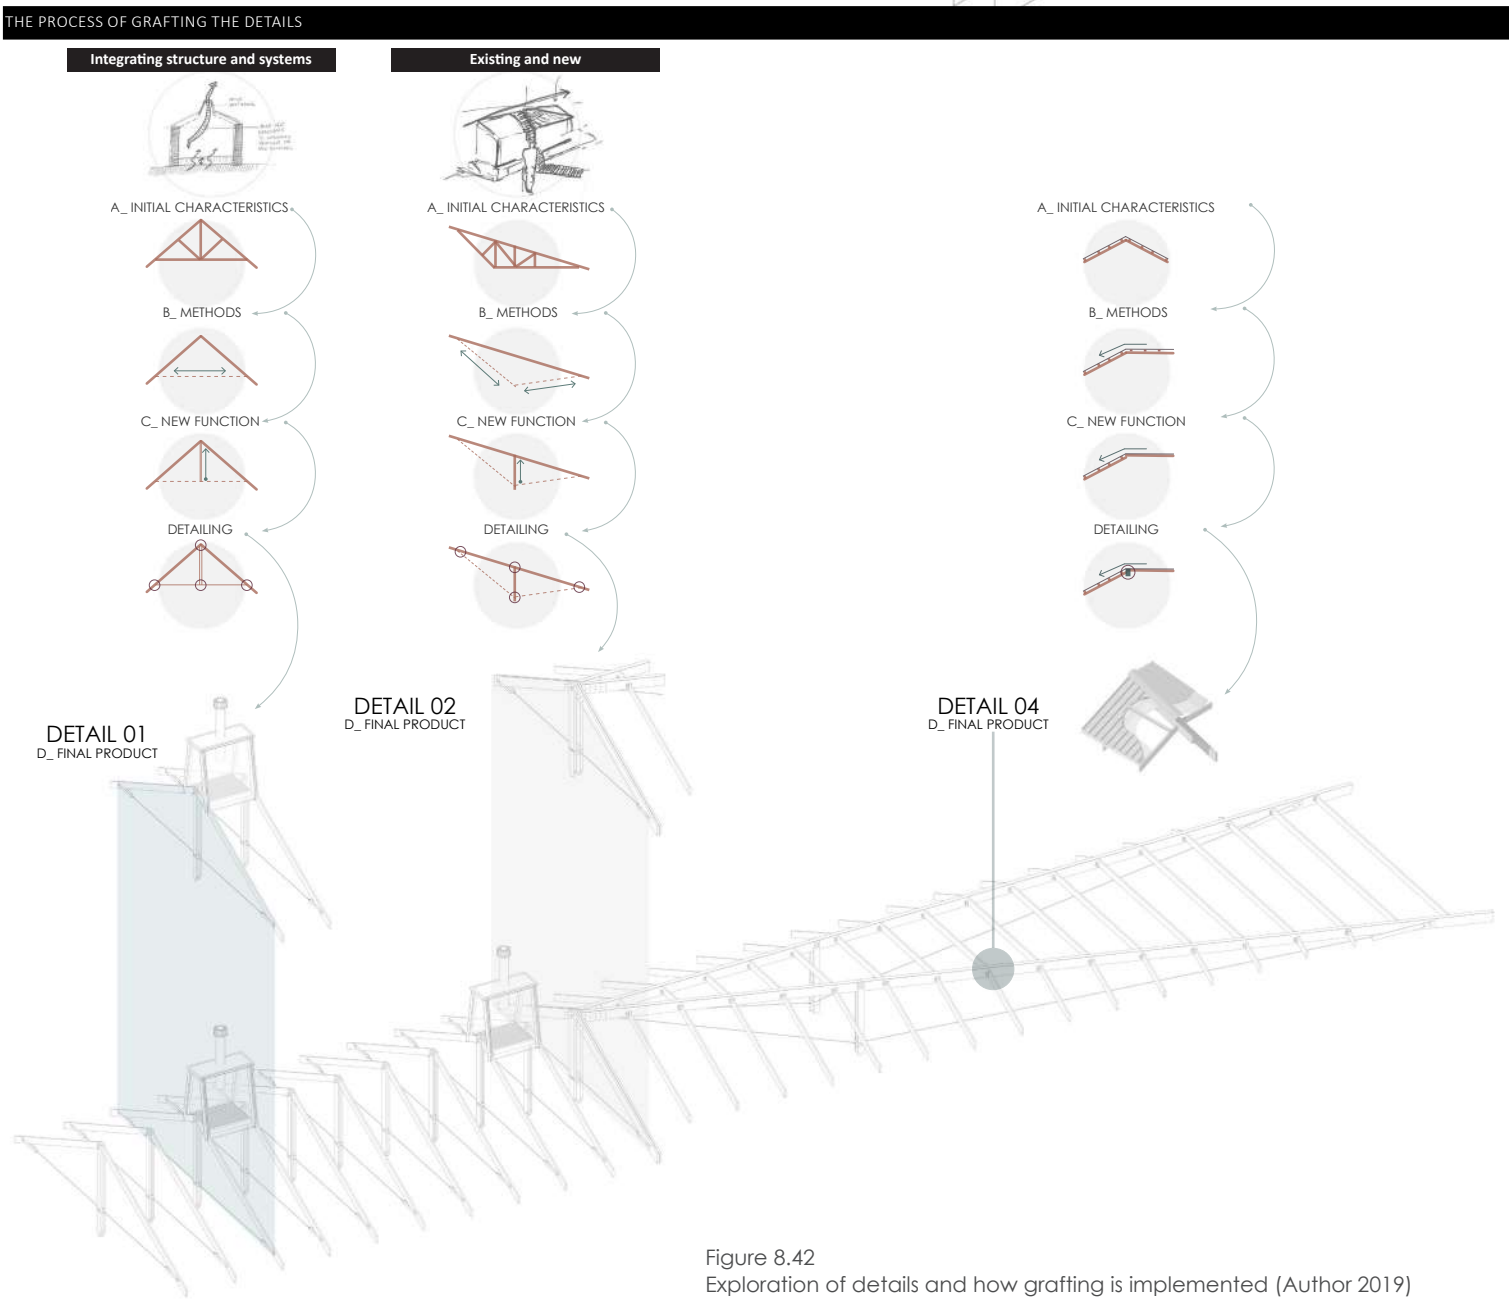 THE PROCESS OF GRAFTING THE DETAILS
Integrating structure and systems
A_ INITIAL CHARACTERISTICS
B_ METHODS
C_ NEW FUNCTION
DETAILING
DETAIL 01
D_ FINAL PRODUCT
Existing and new
A_ INITIAL CHARACTERISTICS
B_ METHODS
C_ NEW FUNCTION
DETAILING
DETAIL 02
D_ FINAL PRODUCT
A_ INITIAL CHARACTERISTICS
B_ METHODS
C_ NEW FUNCTION
DETAILING
DETAIL 04
D_ FINAL PRODUCT
Figure 8.42
Exploration of details and how grafting is implemented (Author 2019)